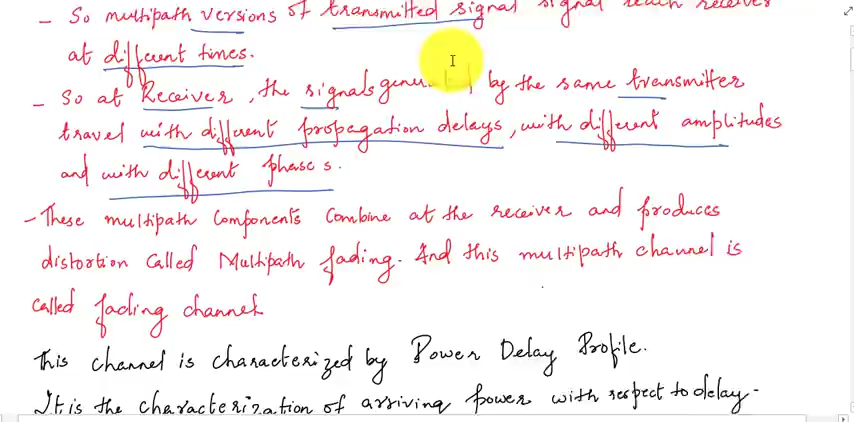 - So multipath versions of transmitted signal signal reach receiver
at different times.
- So at Receiver, the signals by the same transmitter
travel with different propagation delays, with different amplitudes
and with different phases.
- These multipath components combine at the receiver and produces
distortion called Multipath fading. And this multipath channel is
called fading channel
This channel is characterized by Power Delay Profile.
It is the characterization of arriving power with respect to delay-